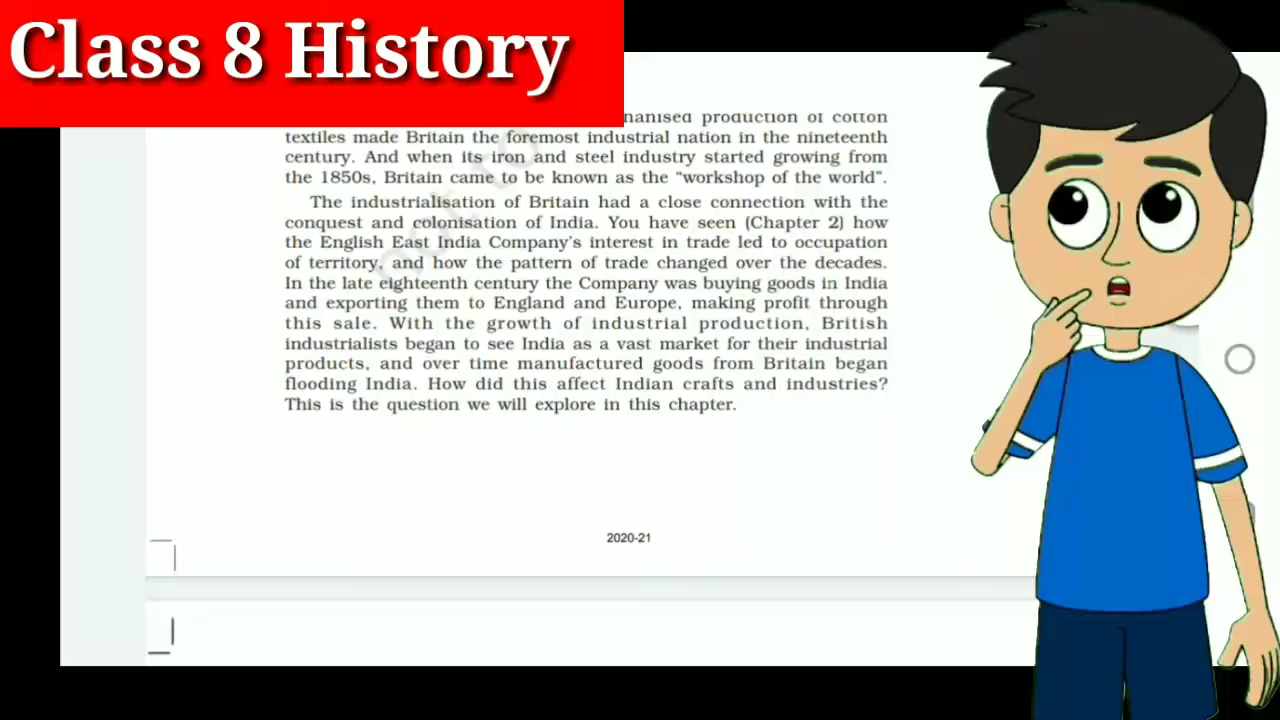 Class 8 History
production of cotton
textiles made Britain the foremost industrial nation in the nineteenth
century. And when its iron and steel industry started growing from
the 1850s, Britain came to be known as the “workshop of the world”.
The industrialisation of Britain had a close connection with the
conquest and colonisation of India. You have seen (Chapter 2) how
the English East India Company’s interest in trade led to occupation
of territory, and how the pattern of trade changed over the decades.
In the late eighteenth century the Company was buying goods in India
and exporting them to England and Europe, making profit through
this sale. With the growth of industrial production, British
industrialists began to see India as a vast market for their industrial
products, and over time manufactured goods from Britain began
flooding India. How did this affect Indian crafts and industries?
This is the question we will explore in this chapter.
not to
2020-21